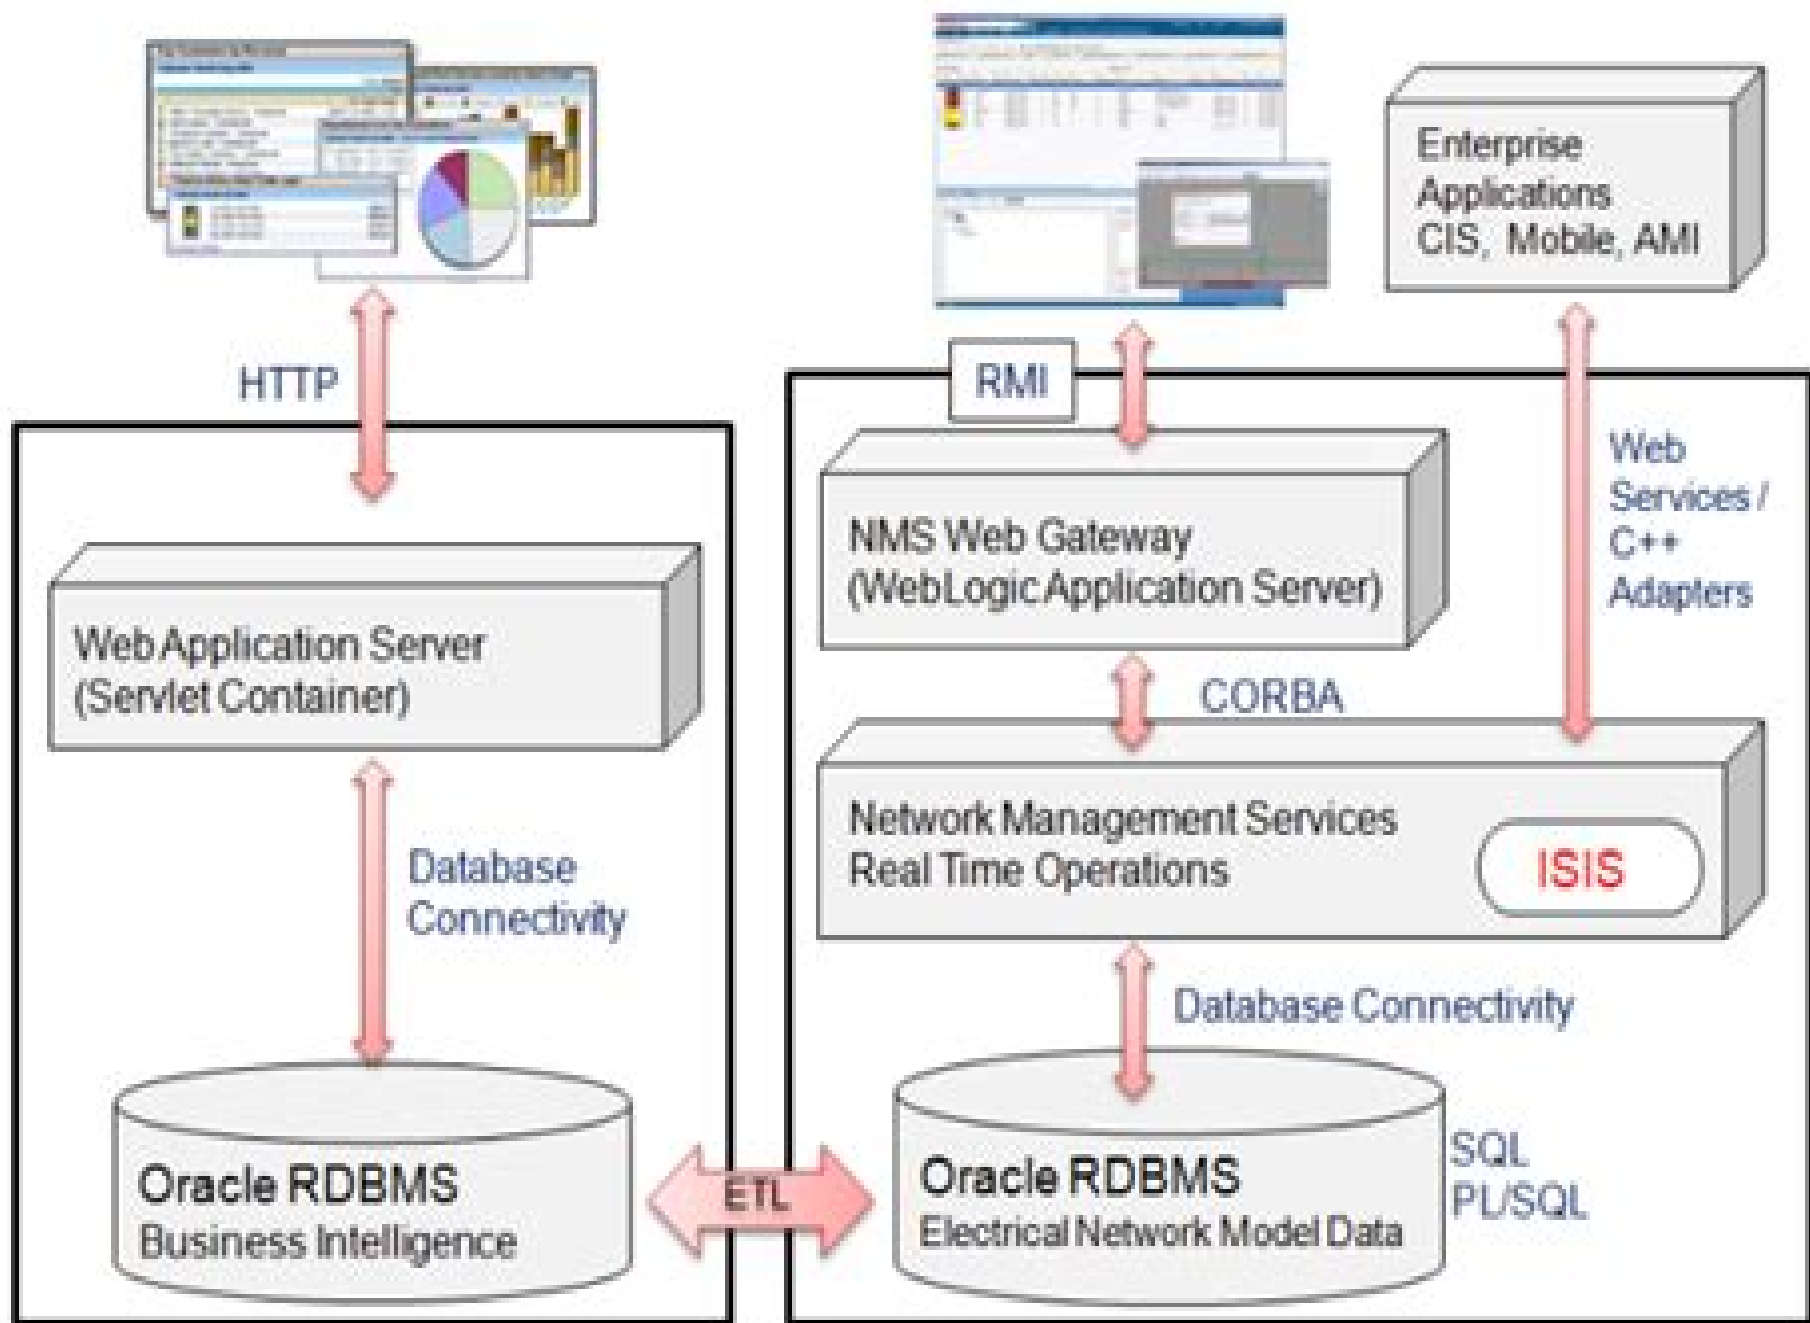 Enterprise
Applications
CIS, Mobile, AMI
HTTP
RMI
Web
Services /
C++
Adapters
NMS Web Gateway
(WebLogic Application Server)
Web Application Server
(Servlet Container)
CORBA
Network Management Services
Real Time Operations
ISIS
Database
Connectivity
Database Connectivity
Oracle RDBMS
Business Intelligence
ETL
Oracle RDBMS
Electrical Network Model Data
SQL
PL/SQL